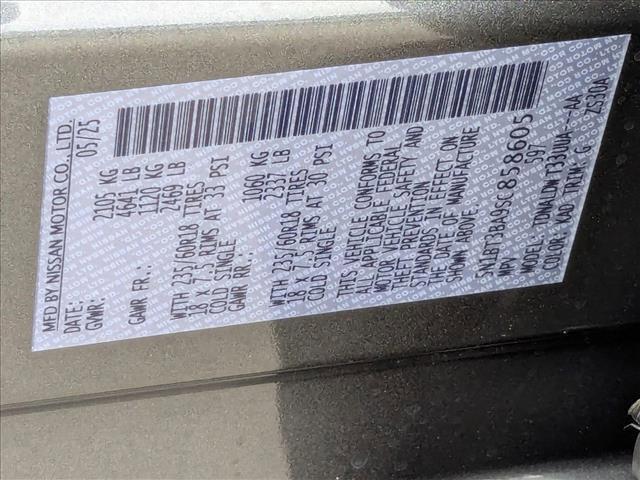 MFD BY NISSAN MOTOR CO., LTD.
DATE: 05/25
GVWR: 2105 KG
4641 LB
GAWR FR.: 1120 KG
2469 LB
WITH 235/60R18 TIRES
18 X 7.5 RIMS AT 33 PSI
COLD SINGLE
GAWR RR.: 1060 KG
2337 LB
WITH 235/60R18 TIRES
18 X 7.5 RIMS AT 30 PSI
COLD SINGLE
THIS VEHICLE CONFORMS TO
ALL APPLICABLE FEDERAL
MOTOR VEHICLE SAFETY AND
THEFT PREVENTION
STANDARDS IN EFFECT ON
THE DATE OF MANUFACTURE
SHOWN ABOVE.
5N1BT3BA9SC858605
MPV 597
MODEL: TDNALDW T33UUM--AA
COLOR: KAD TRIM: G ZS30A